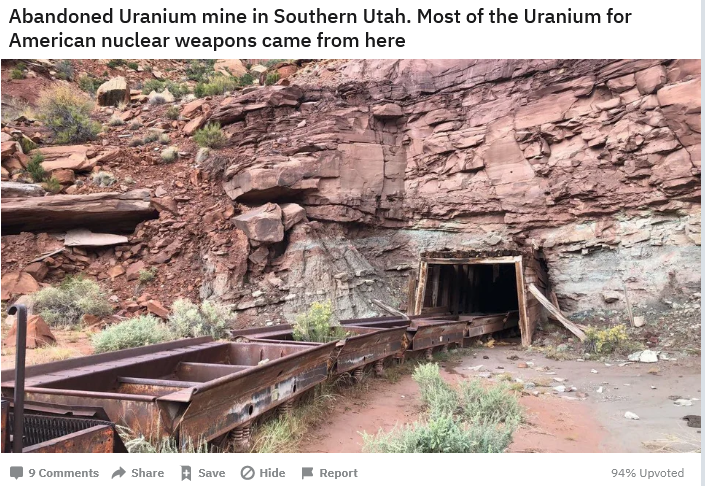 Abandoned Uranium mine in Southern Utah. Most of the Uranium for
American nuclear weapons came from here
9 Comments Share Save Hide Report 94% Upvoted